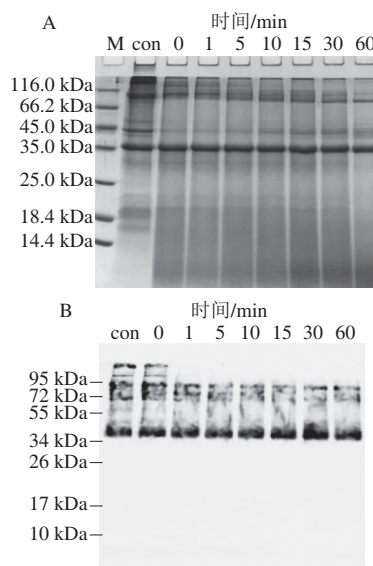 A
时间/min
M con 0 1 5 10 15 30 60
116.0 kDa
66.2 kDa
45.0 kDa
35.0 kDa
25.0 kDa
18.4 kDa
14.4 kDa
B
时间/min
con 0 1 5 10 15 30 60
95 kDa
72 kDa
55 kDa
34 kDa
26 kDa
17 kDa
10 kDa